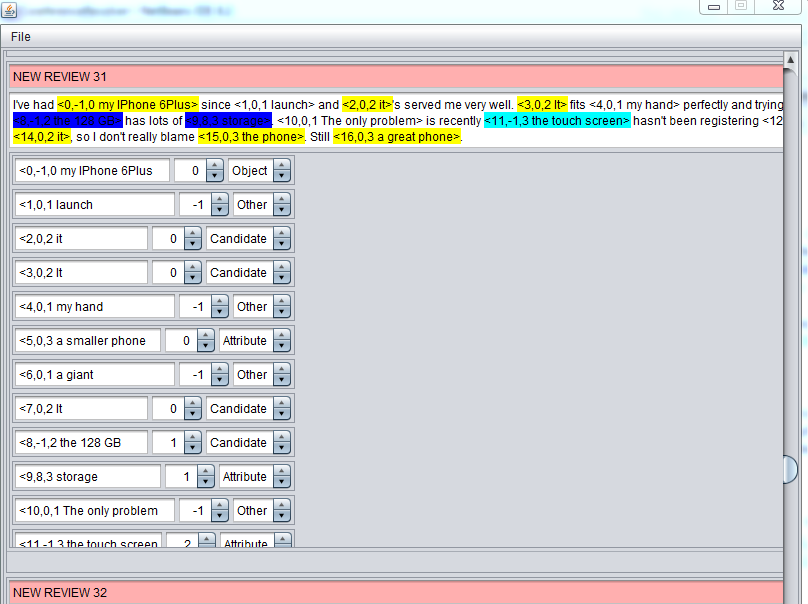 File
NEW REVIEW 31
I've had <0,-1,0 my IPhone 6Plus> since <1,0,1 launch> and <2,0,2 it>'s served me very well. <3,0,2 It> fits <4,0,1 my hand> perfectly and trying
<8,-1,2 the 128 GB> has lots of <9,8,3 storage>. <10,0,1 The only problem> is recently <11,-1,3 the touch screen> hasn't been registering <12
<14,0,2 it>, so I don't really blame <15,0,3 the phone>. Still <16,0,3 a great phone>.
<0,-1,0 my IPhone 6Plus 0 Object
<1,0,1 launch -1 Other
<2,0,2 it 0 Candidate
<3,0,2 It 0 Candidate
<4,0,1 my hand -1 Other
<5,0,3 a smaller phone 0 Attribute
<6,0,1 a giant -1 Other
<7,0,2 It 0 Candidate
<8,-1,2 the 128 GB 1 Candidate
<9,8,3 storage 1 Attribute
<10,0,1 The only problem -1 Other
<11,-1,3 the touch screen 2 Attribute
NEW REVIEW 32